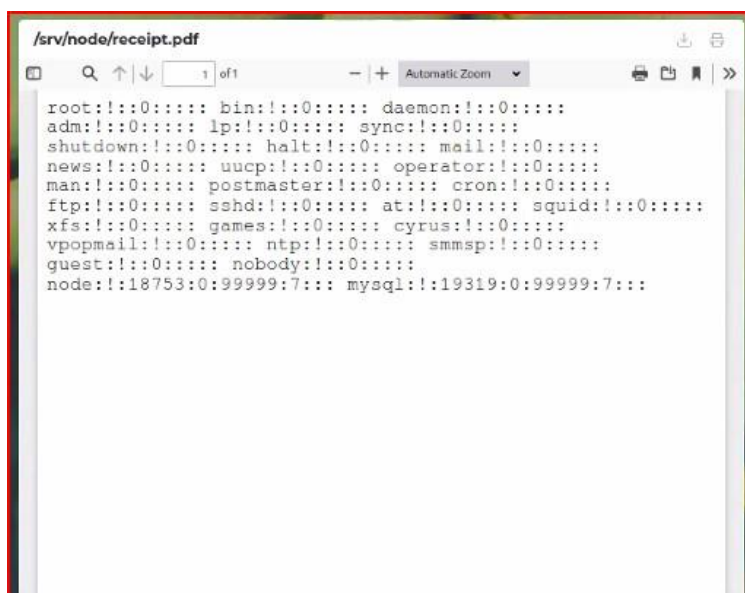 /srv/node/receipt.pdf
1 of 1 Automatic Zoom
root:!::0::::: bin:!::0::::: daemon:!::0:::::
adm:!::0::::: lp:!::0::::: sync:!::0:::::
shutdown:!::0::::: halt:!::0::::: mail:!::0:::::
news:!::0::::: uucp:!::0::::: operator:!::0:::::
man:!::0::::: postmaster:!::0::::: cron:!::0:::::
ftp:!::0::::: sshd:!::0::::: at:!::0::::: squid:!::0:::::
xfs:!::0::::: games:!::0::::: cyrus:!::0:::::
vpopmail:!::0::::: ntp:!::0::::: smmsp:!::0:::::
guest:!::0::::: nobody:!::0:::::
node:!:18753:0:99999:7::: mysql:!:19319:0:99999:7:::